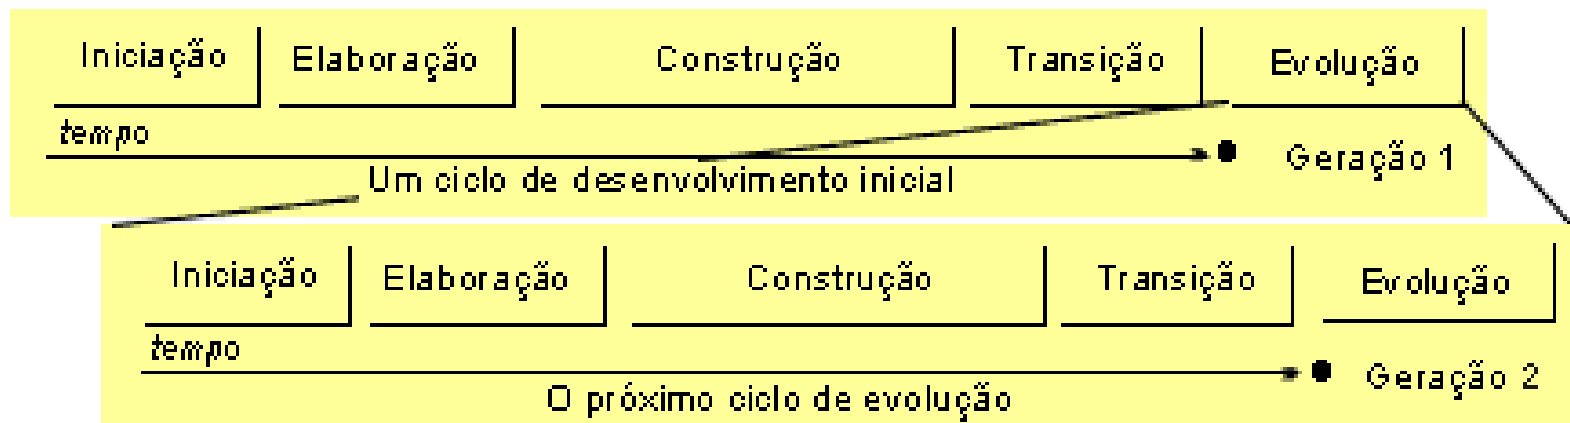 Iniciação Elaboração Construção Transição Evolução
tempo
Geração 1
Um ciclo de desenvolvimento inicial
Iniciação Elaboração Construção Transição Evolução
tempo
Geração 2
O próximo ciclo de evolução